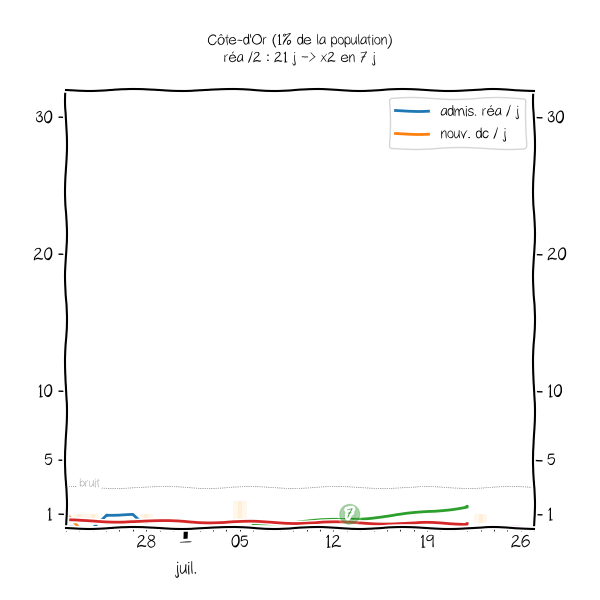 Côte-d'Or (1% de la population)
réa /2 : 21 j -> x2 en 7 j
admis. réa / j
nouv. dc / j
30 30
20 20
10 10
5 5
bruit
1 7 1
28 05 12 19 26
juil.